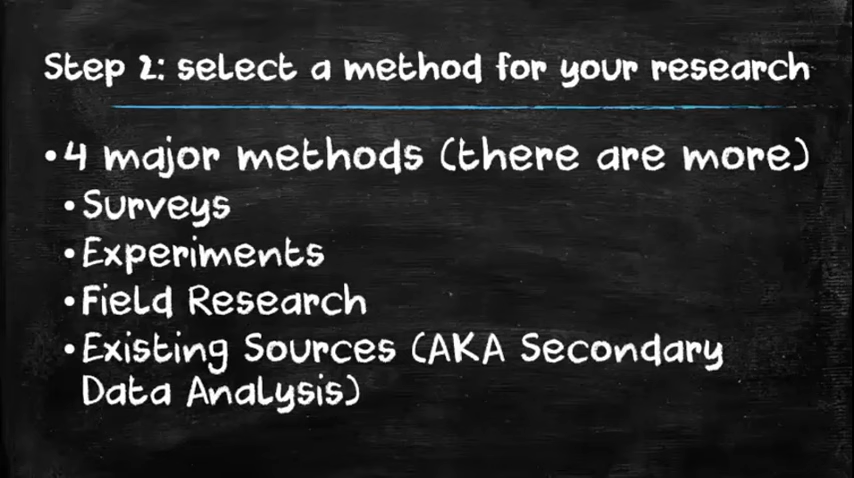 Step 2: select a method for your research
•4 major methods (there are more)
•Surveys
•Experiments
•Field Research
•Existing Sources (AKA Secondary
Data Analysis)